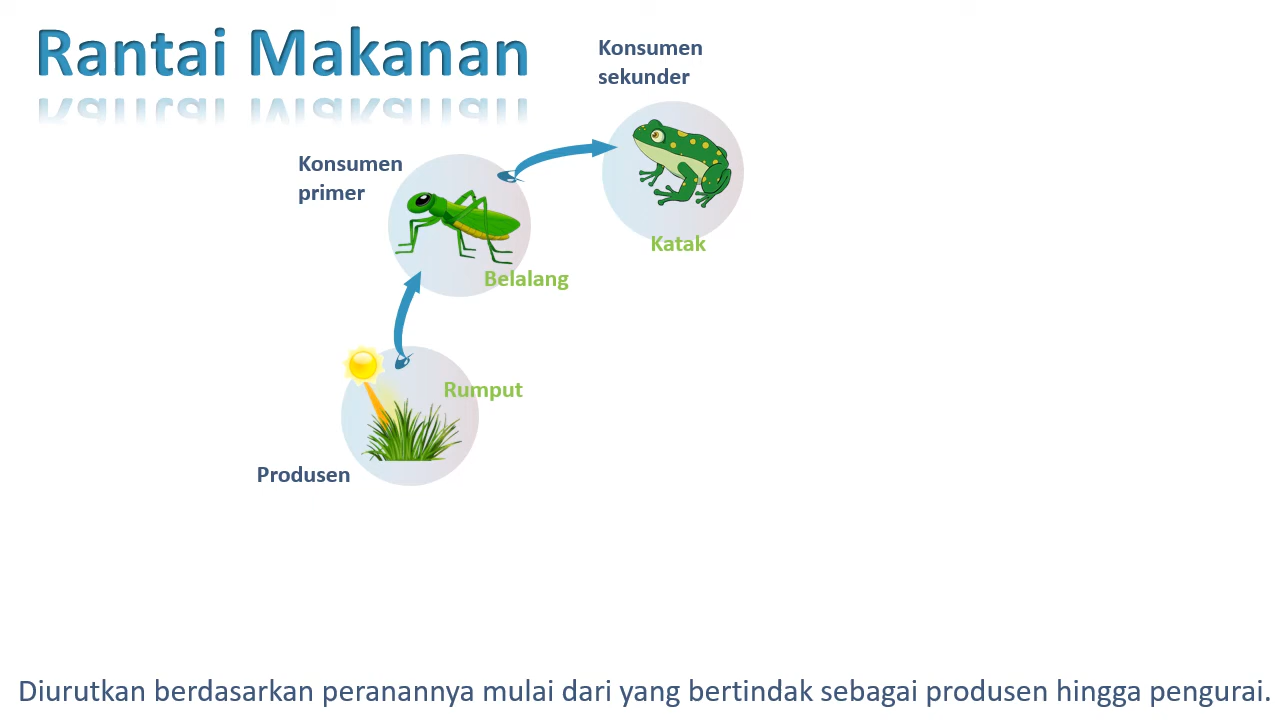 Rantai Makanan
Konsumen
sekunder
Konsumen
primer
Katak
Belalang
Rumput
Produsen
Diurutkan berdasarkan peranannya mulai dari yang bertindak sebagai produsen hingga pengurai.